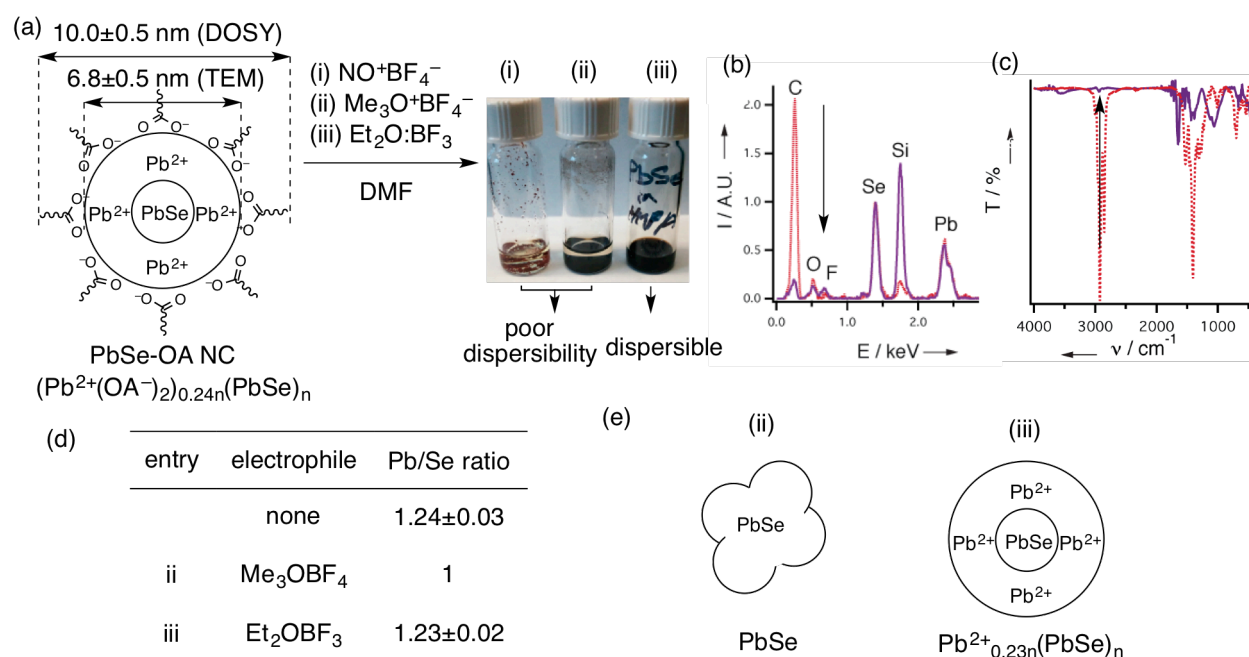 (a)
10.0±0.5 nm (DOSY)
6.8±0.5 nm (TEM)
O O⁻
Pb²⁺
Pb²⁺ PbSe Pb²⁺
Pb²⁺
PbSe-OA NC
(Pb²⁺(OA⁻)₂)₀.₂₄ₙ(PbSe)ₙ
(i) NO⁺BF₄⁻
(ii) Me₃O⁺BF₄⁻
(iii) Et₂O:BF₃
DMF
(i) (ii) (iii)
PbSe
in
poor
dispersibility
dispersible
(b)
I / A.U.
2.0
1.5
1.0
0.5
0.0
C
O
F
Se
Si
Pb
0.0 1.0 2.0
E / keV
(c)
T / %
4000 3000 2000 1000
ν / cm⁻¹
(d)
entry electrophile Pb/Se ratio
none 1.24±0.03
ii Me₃OBF₄ 1
iii Et₂OBF₃ 1.23±0.02
(e)
(ii)
PbSe
PbSe
(iii)
Pb²⁺
Pb²⁺ PbSe Pb²⁺
Pb²⁺
Pb²⁺₀.₂₃ₙ(PbSe)ₙ